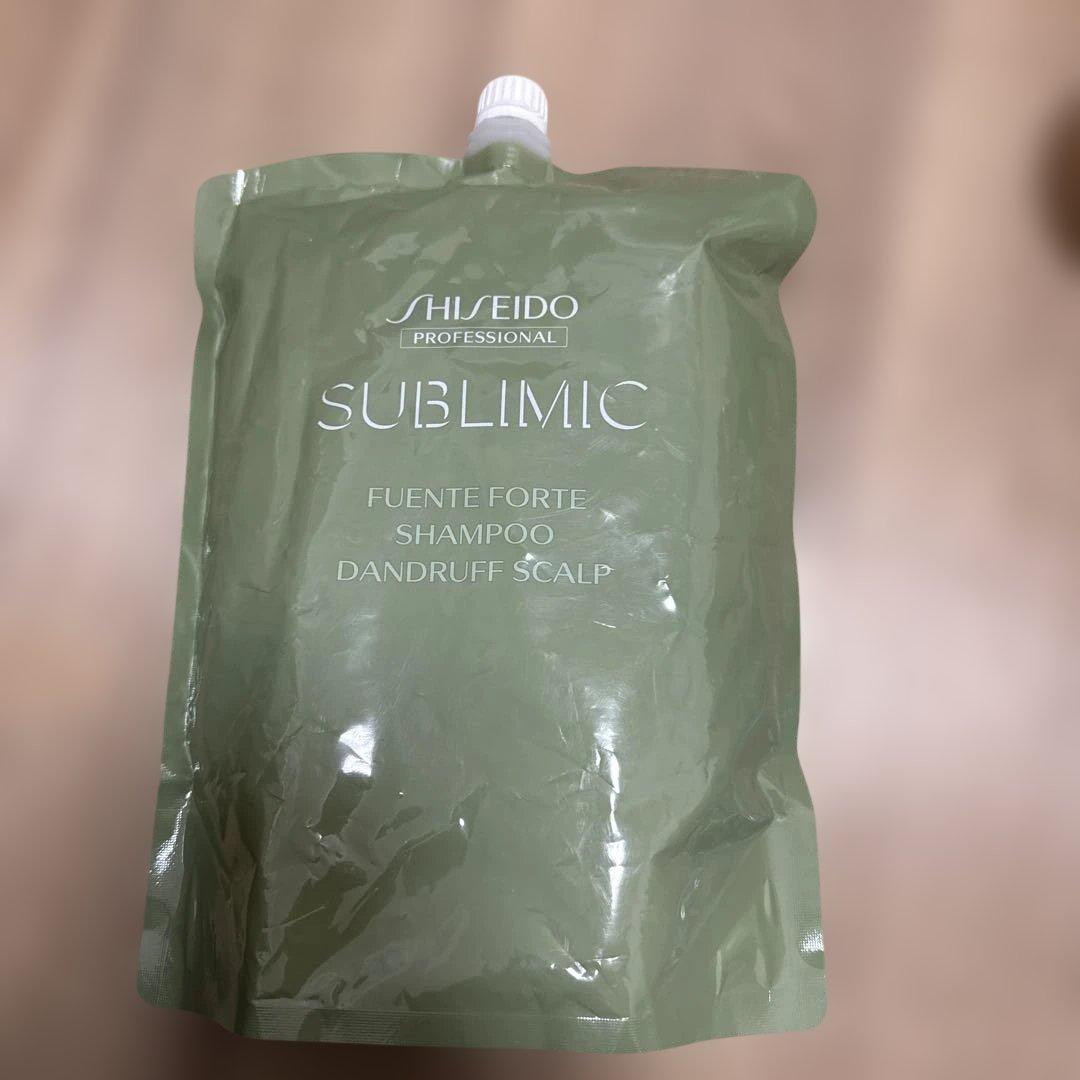 SHISEIDO
PROFESSIONAL
SUBLIMIC
FUENTE FORTE
SHAMPOO
DANDRUFF SCALP